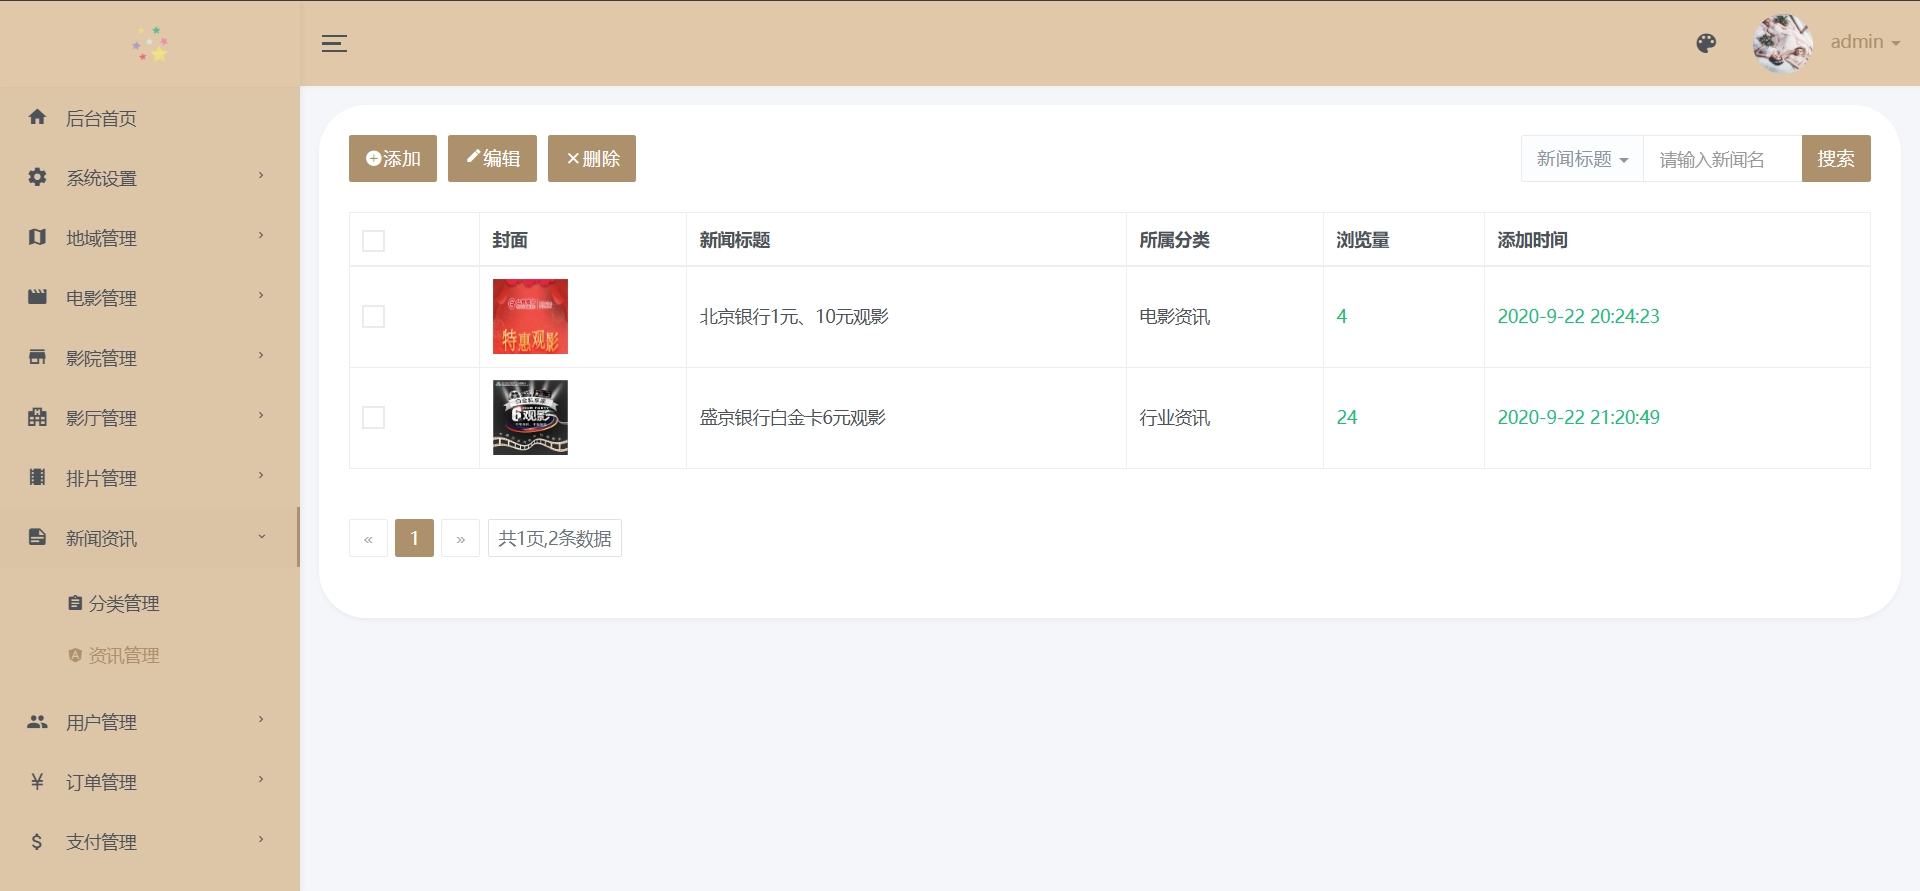 admin
后台首页
系统设置
地域管理
电影管理
影院管理
影厅管理
排片管理
新闻资讯
分类管理
资讯管理
用户管理
订单管理
支付管理
添加 编辑 删除
新闻标题 请输入新闻名 搜索
封面 新闻标题 所属分类 浏览量 添加时间
特惠观影
北京银行1元、10元观影 电影资讯 4 2020-9-22 20:24:23
6观影
盛京银行白金卡6元观影 行业资讯 24 2020-9-22 21:20:49
« 1 » 共1页,2条数据